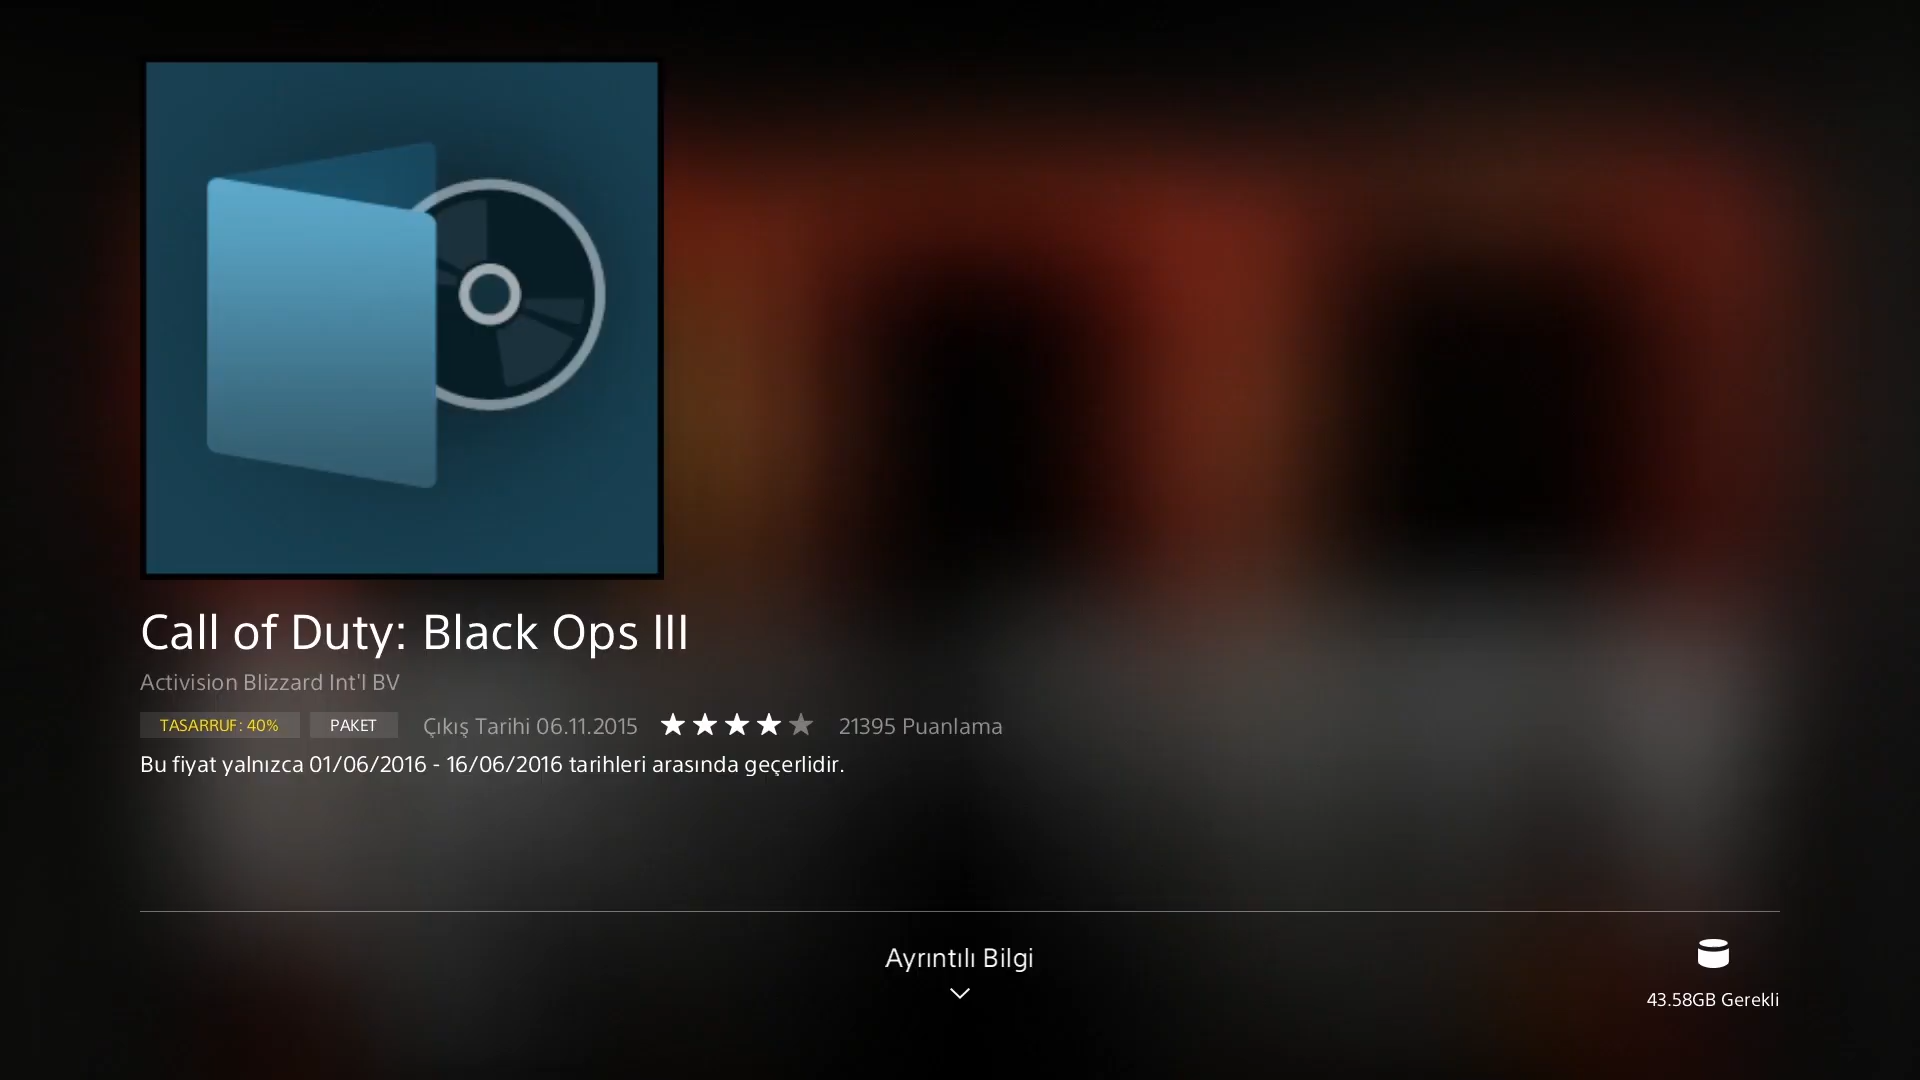 Call of Duty: Black Ops III
Activision Blizzard Int'l BV
TASARRUF: 40% PAKET Çıkış Tarihi 06.11.2015 21395 Puanlama
Bu fiyat yalnızca 01/06/2016 - 16/06/2016 tarihleri arasında geçerlidir.
Ayrıntılı Bilgi
43.58GB Gerekli